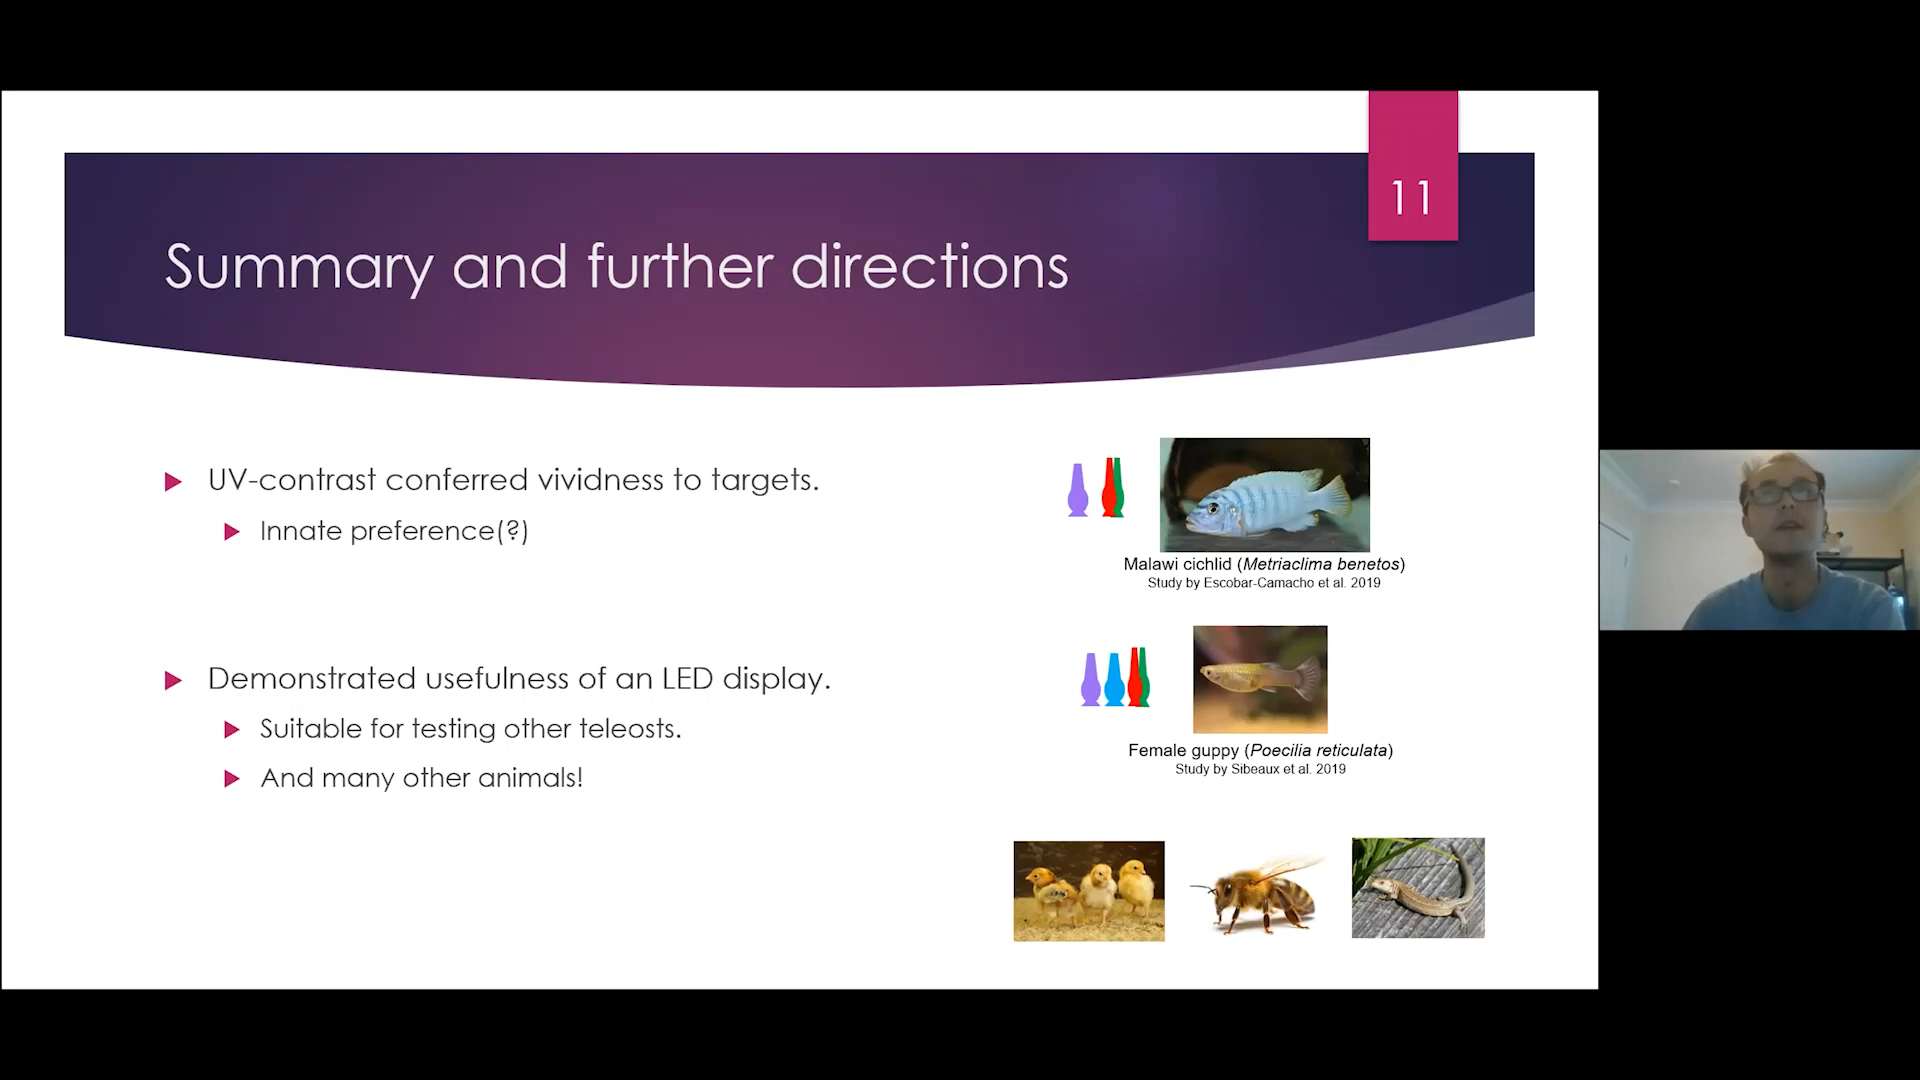 11
Summary and further directions
UV-contrast conferred vividness to targets.
Innate preference(?)
Demonstrated usefulness of an LED display.
Suitable for testing other teleosts.
And many other animals!
Malawi cichlid (Metriaclima benetos)
Study by Escobar-Camacho et al. 2019
Female guppy (Poecilia reticulata)
Study by Sibeaux et al. 2019